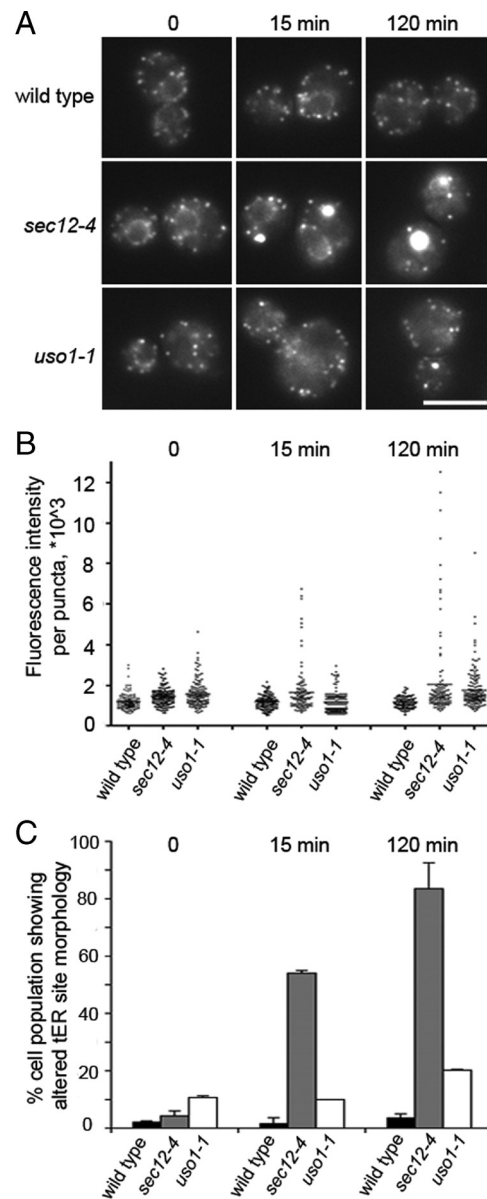 A
0 15 min 120 min
wild type
sec12-4
uso1-1
B
0 15 min 120 min
Fluorescence intensity
per puncta, *10^3
12
10
8
6
4
2
0
wild type sec12-4 uso1-1 wild type sec12-4 uso1-1 wild type sec12-4 uso1-1
C
0 15 min 120 min
% cell population showing
altered tER site morphology
100
80
60
40
20
0
wild type sec12-4 uso1-1 wild type sec12-4 uso1-1 wild type sec12-4 uso1-1